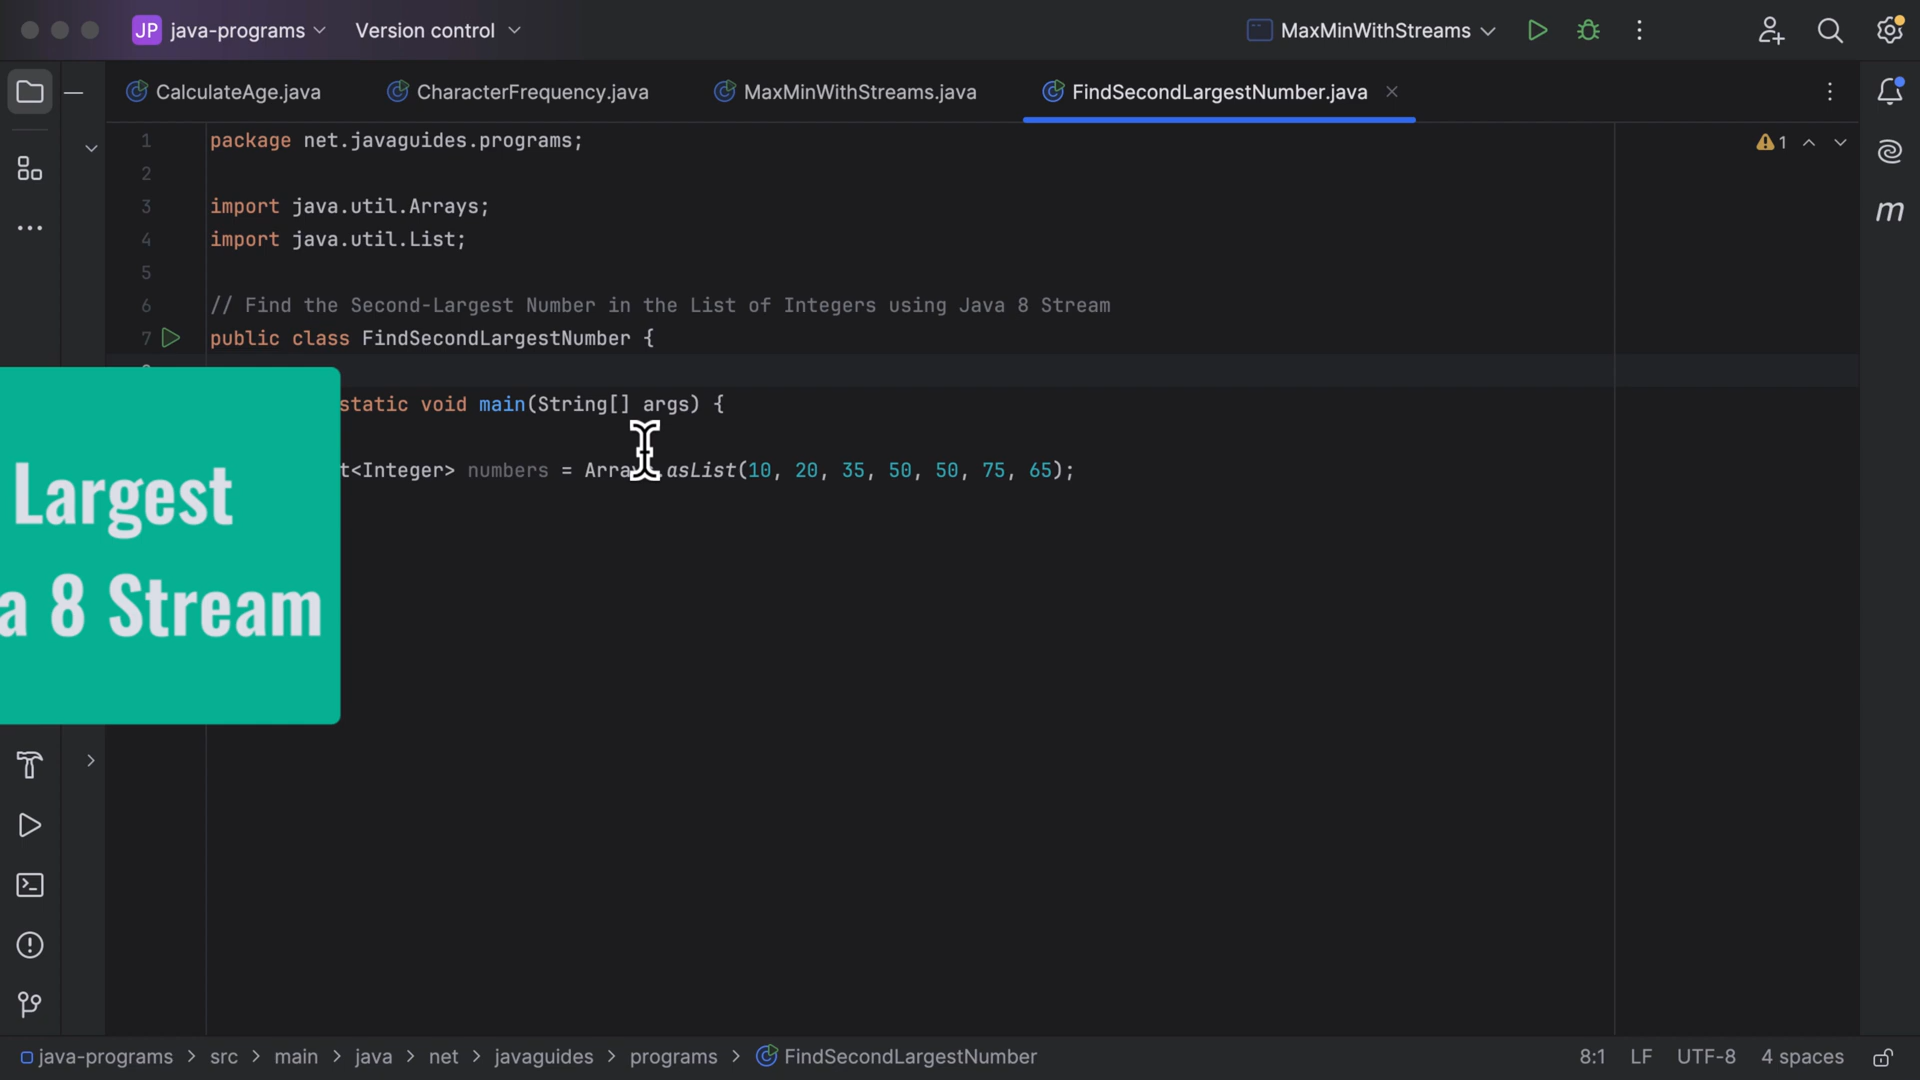 JP java-programs Version control MaxMinWithStreams
CalculateAge.java CharacterFrequency.java MaxMinWithStreams.java FindSecondLargestNumber.java
1 package net.javaguides.programs; 1
2
3 import java.util.Arrays;
4 import java.util.List;
5
6 // Find the Second-Largest Number in the List of Integers using Java 8 Stream
7 public class FindSecondLargestNumber {
static void main(String[] args) {
t<Integer> numbers = Arra .asList(10, 20, 35, 50, 50, 75, 65);
Largest
a 8 Stream
m
java-programs > src > main > java > net > javaguides > programs > FindSecondLargestNumber 8:1 LF UTF-8 4 spaces